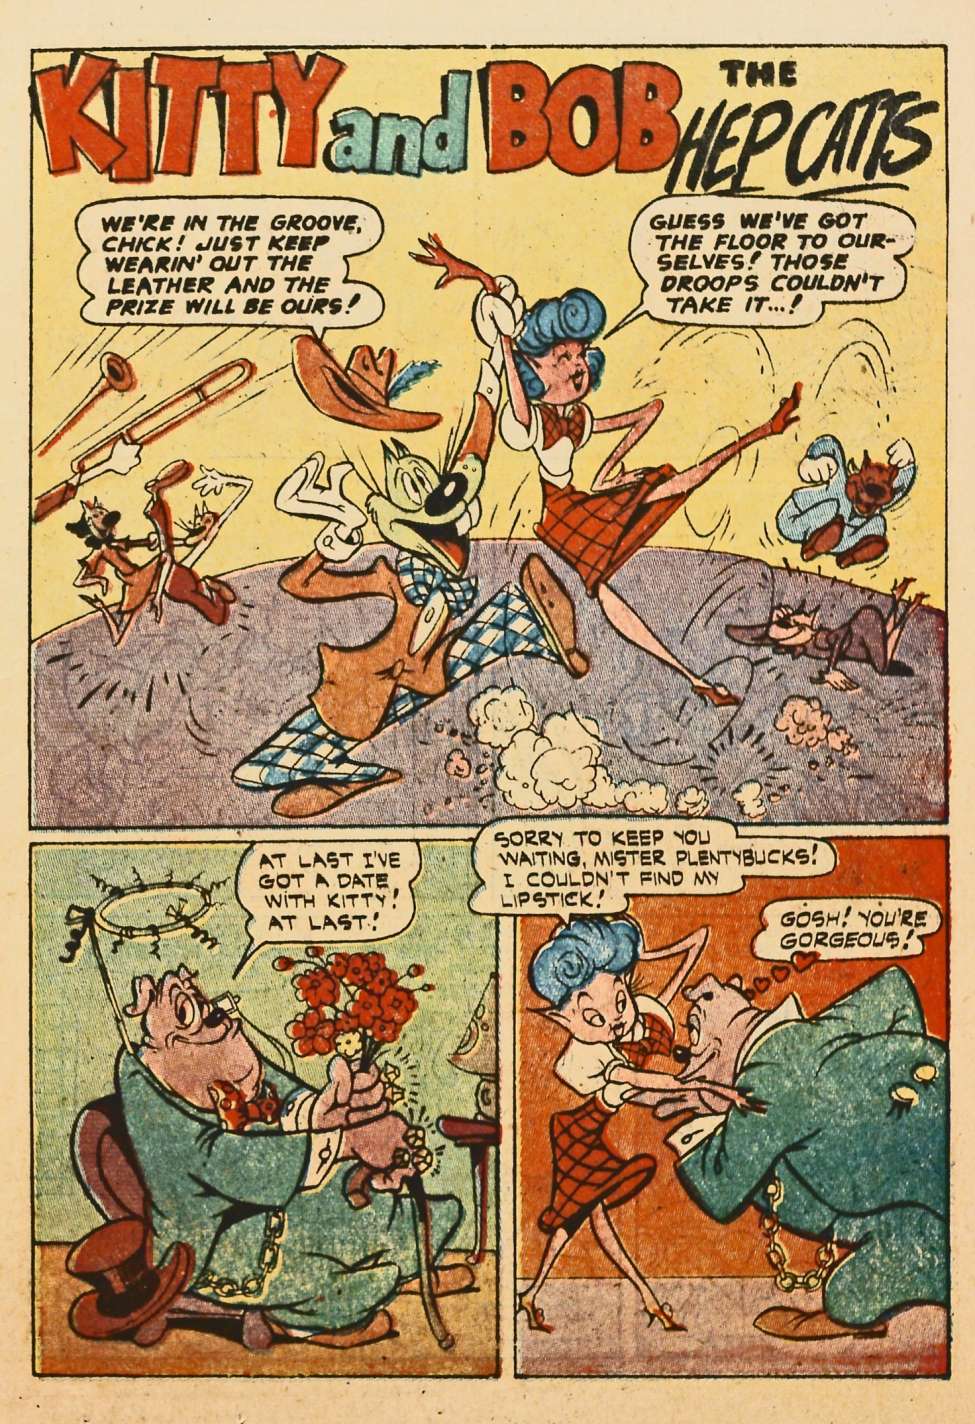 KITTY and BOB THE HEP CATTS
WE'RE IN THE GROOVE,
CHICK! JUST KEEP
WEARIN' OUT THE
LEATHER AND THE
PRIZE WILL BE OURS!
GUESS WE'VE GOT
THE FLOOR TO OUR-
SELVES! THOSE
DROOPS COULDN'T
TAKE IT...!
AT LAST I'VE
GOT A DATE
WITH KITTY!
AT LAST!
SORRY TO KEEP YOU
WAITING, MISTER PLENTYBUCKS!
I COULDN'T FIND MY
LIPSTICK!
GOSH! YOU'RE
GORGEOUS!